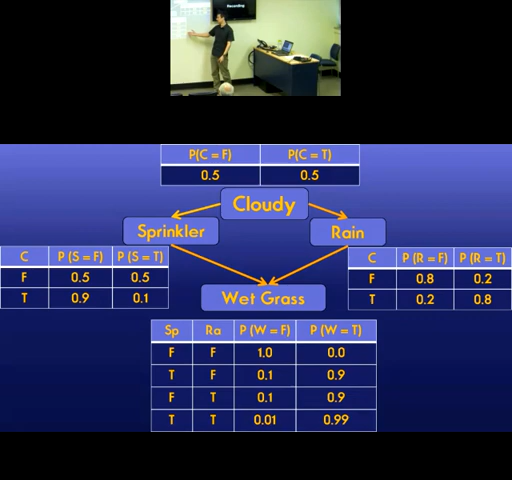 Recording
P(C = F) P(C = T)
0.5 0.5
Cloudy
Sprinkler Rain
C P (S = F) P (S = T)
F 0.5 0.5
T 0.9 0.1
C P (R = F) P (R = T)
F 0.8 0.2
T 0.2 0.8
Wet Grass
Sp Ra P (W = F) P (W = T)
F F 1.0 0.0
T F 0.1 0.9
F T 0.1 0.9
T T 0.01 0.99